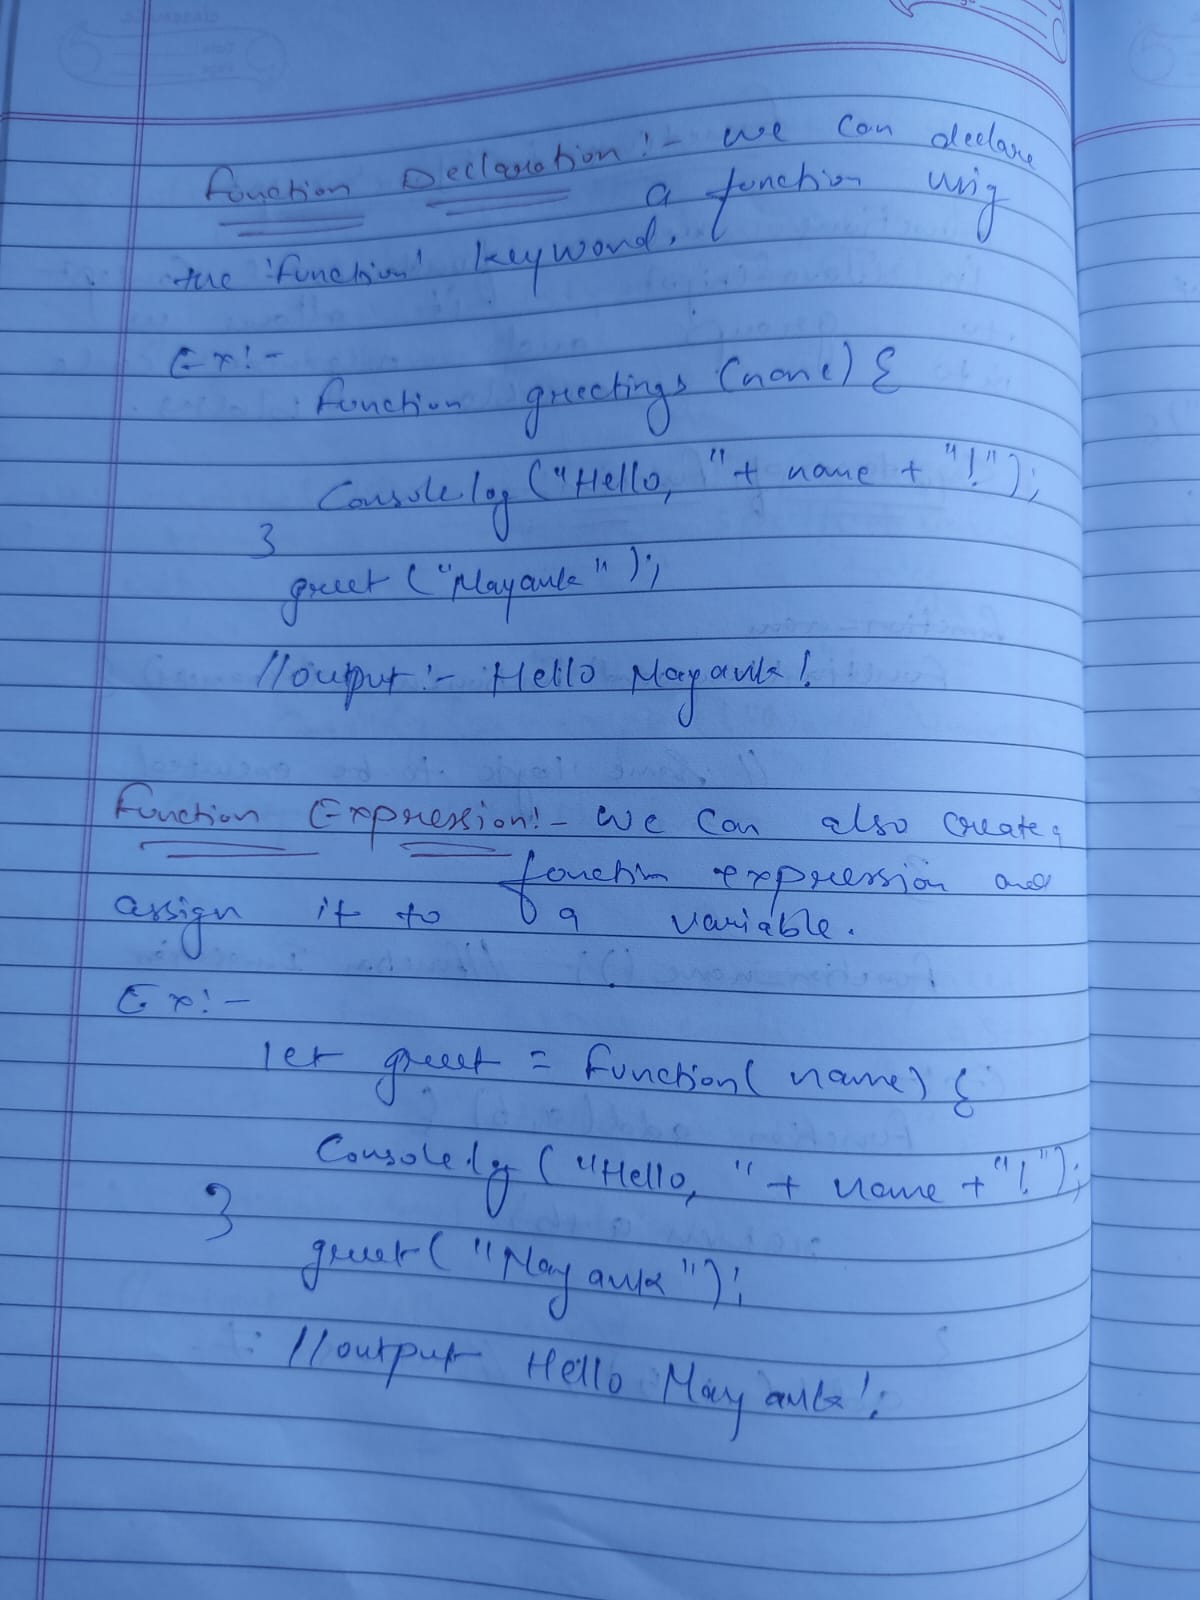 Function Declaration:- we can declare
a function using
the 'function' keyword.
Ex:-
function greetings (name) {
Console.log ("Hello, " + name + "!");
}
greet ("Mayank");
//output:- Hello Mayank!
Function Expression:- we can also create a
function expression and
assign it to a variable.
Ex:-
let greet = function( name) {
Console.log ("Hello, " + name + "!");
}
greet( "Mayank");
//output Hello Mayank!